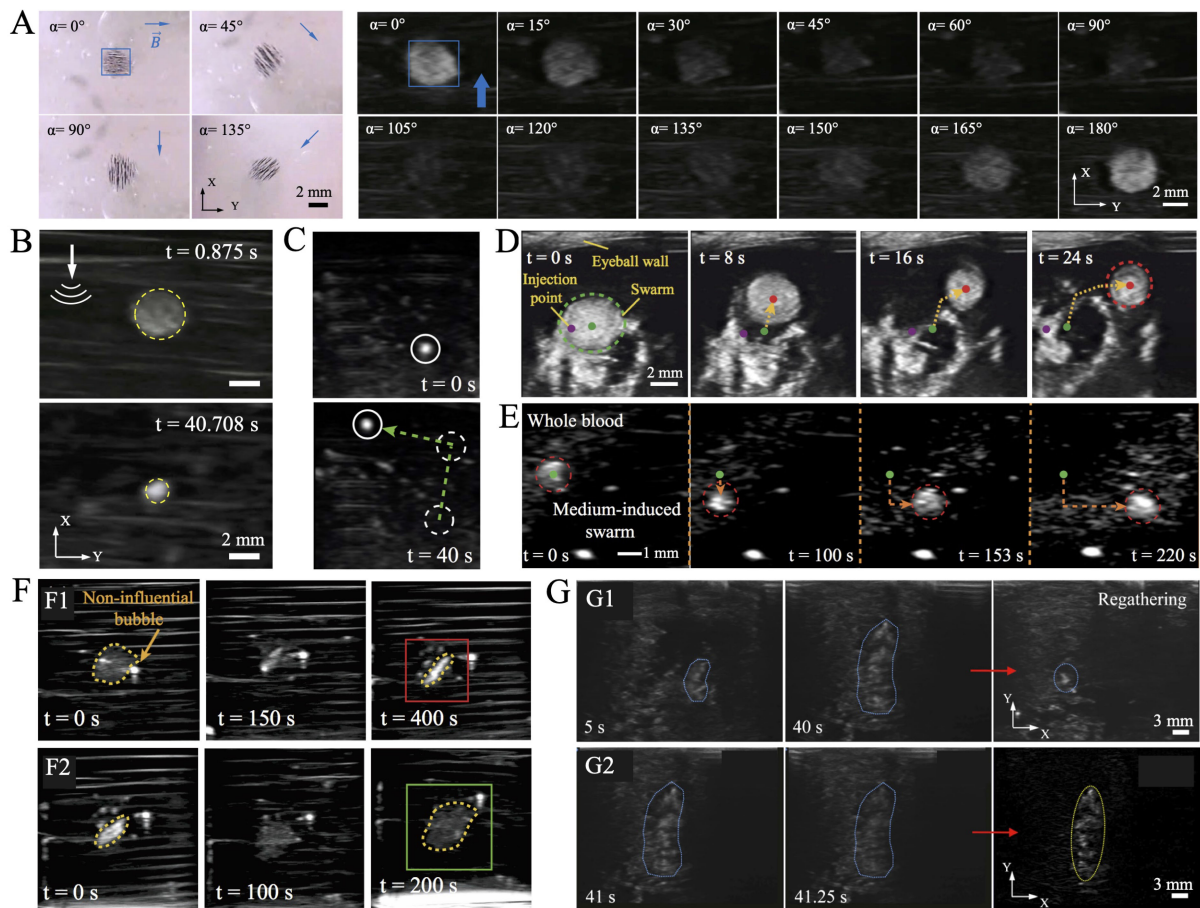 A
α= 0°
B
α= 45°
α= 90°
α= 135°
X
Y
2 mm
α= 0°
α= 15°
α= 30°
α= 45°
α= 60°
α= 90°
α= 105°
α= 120°
α= 135°
α= 150°
α= 165°
α= 180°
X
Y
2 mm
B
t = 0.875 s
t = 40.708 s
X
Y
2 mm
C
t = 0s
t = 40 s
D
t = 0 s
Eyeball wall
Injection
point
Swarm
2 mm
t = 8 s
t = 16 s
t = 24 s
E
Whole blood
Medium-induced
swarm
t = 0 s
1 mm
t = 100 s
t = 153 s
t = 220 s
F
F1
Non-influential
bubble
t = 0 s
t = 150 s
t = 400 s
F2
t = 0 s
t = 100 s
t = 200 s
G
G1
5 s
40 s
Regathering
Y
X
3 mm
G2
41 s
41.25 s
Y
X
3 mm